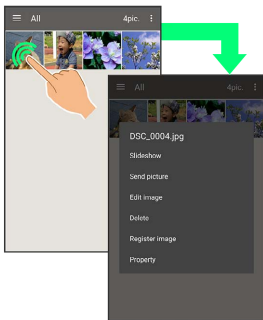 All 4pic.
All 4pic.
DSC_0004.jpg
Slideshow
Send picture
Edit image
Delete
Register image
Property